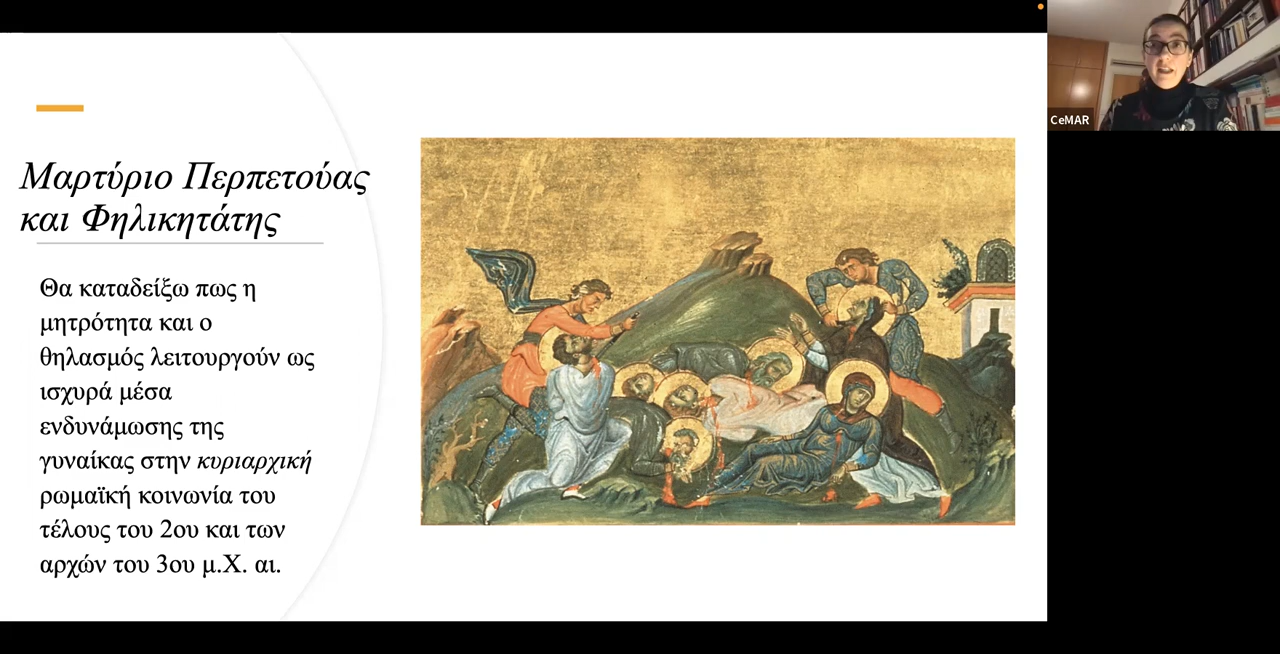 Μαρτύριο Περπετούας
και Φηλικητάτης
Θα καταδείξω πως η
μητρότητα και ο
θηλασμός λειτουργούν ως
ισχυρά μέσα
ενδυνάμωσης της
γυναίκας στην κυριαρχική
ρωμαϊκή κοινωνία του
τέλους του 2ου και των
αρχών του 3ου μ.Χ. αι.
CeMAR